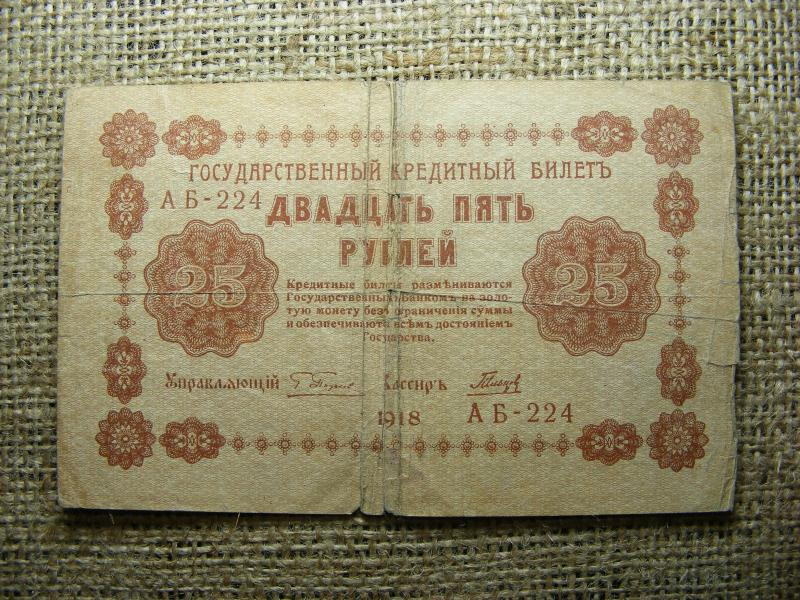 ГОСУДАРСТВЕННЫЙ КРЕДИТНЫЙ БИЛЕТЪ
АБ-224
ДВАДЦАТЬ ПЯТЬ
РУБЛЕЙ
25
25
Кредитные билеты размѣниваются
Государственнымъ Банкомъ на золо-
тую монету безъ ограниченія суммы
и обезпечиваются всѣмъ достояніемъ
Государства.
Управляющій
Кассиръ
1918
АБ-224